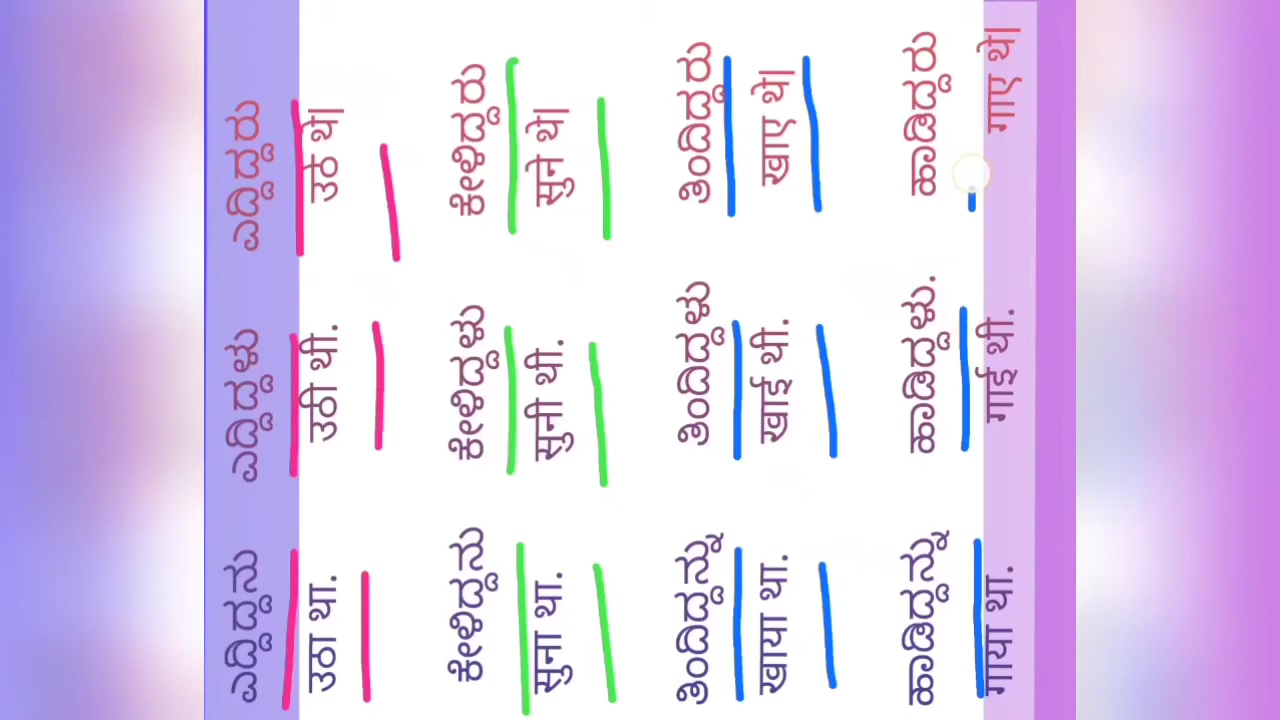 ಎದ್ದಿದ್ದನು ಎದ್ದಿದ್ದಳು ಎದ್ದಿದ್ದರು
उठा था. उठी थी. उठे थे।
ಕೇಳಿದ್ದನು ಕೇಳಿದ್ದಳು ಕೇಳಿದ್ದರು
सुना था. सुनी थी. सुने थे।
ತಿಂದಿದ್ದನ್ನು ತಿಂದಿದ್ದಳು ತಿಂದಿದ್ದರು
खाया था. खाई थी. खाए थे।
ಹಾಡಿದ್ದನ್ನು ಹಾಡಿದ್ದಳು. ಹಾಡಿದ್ದರು
गाया था. गाई थी. गाए थे।